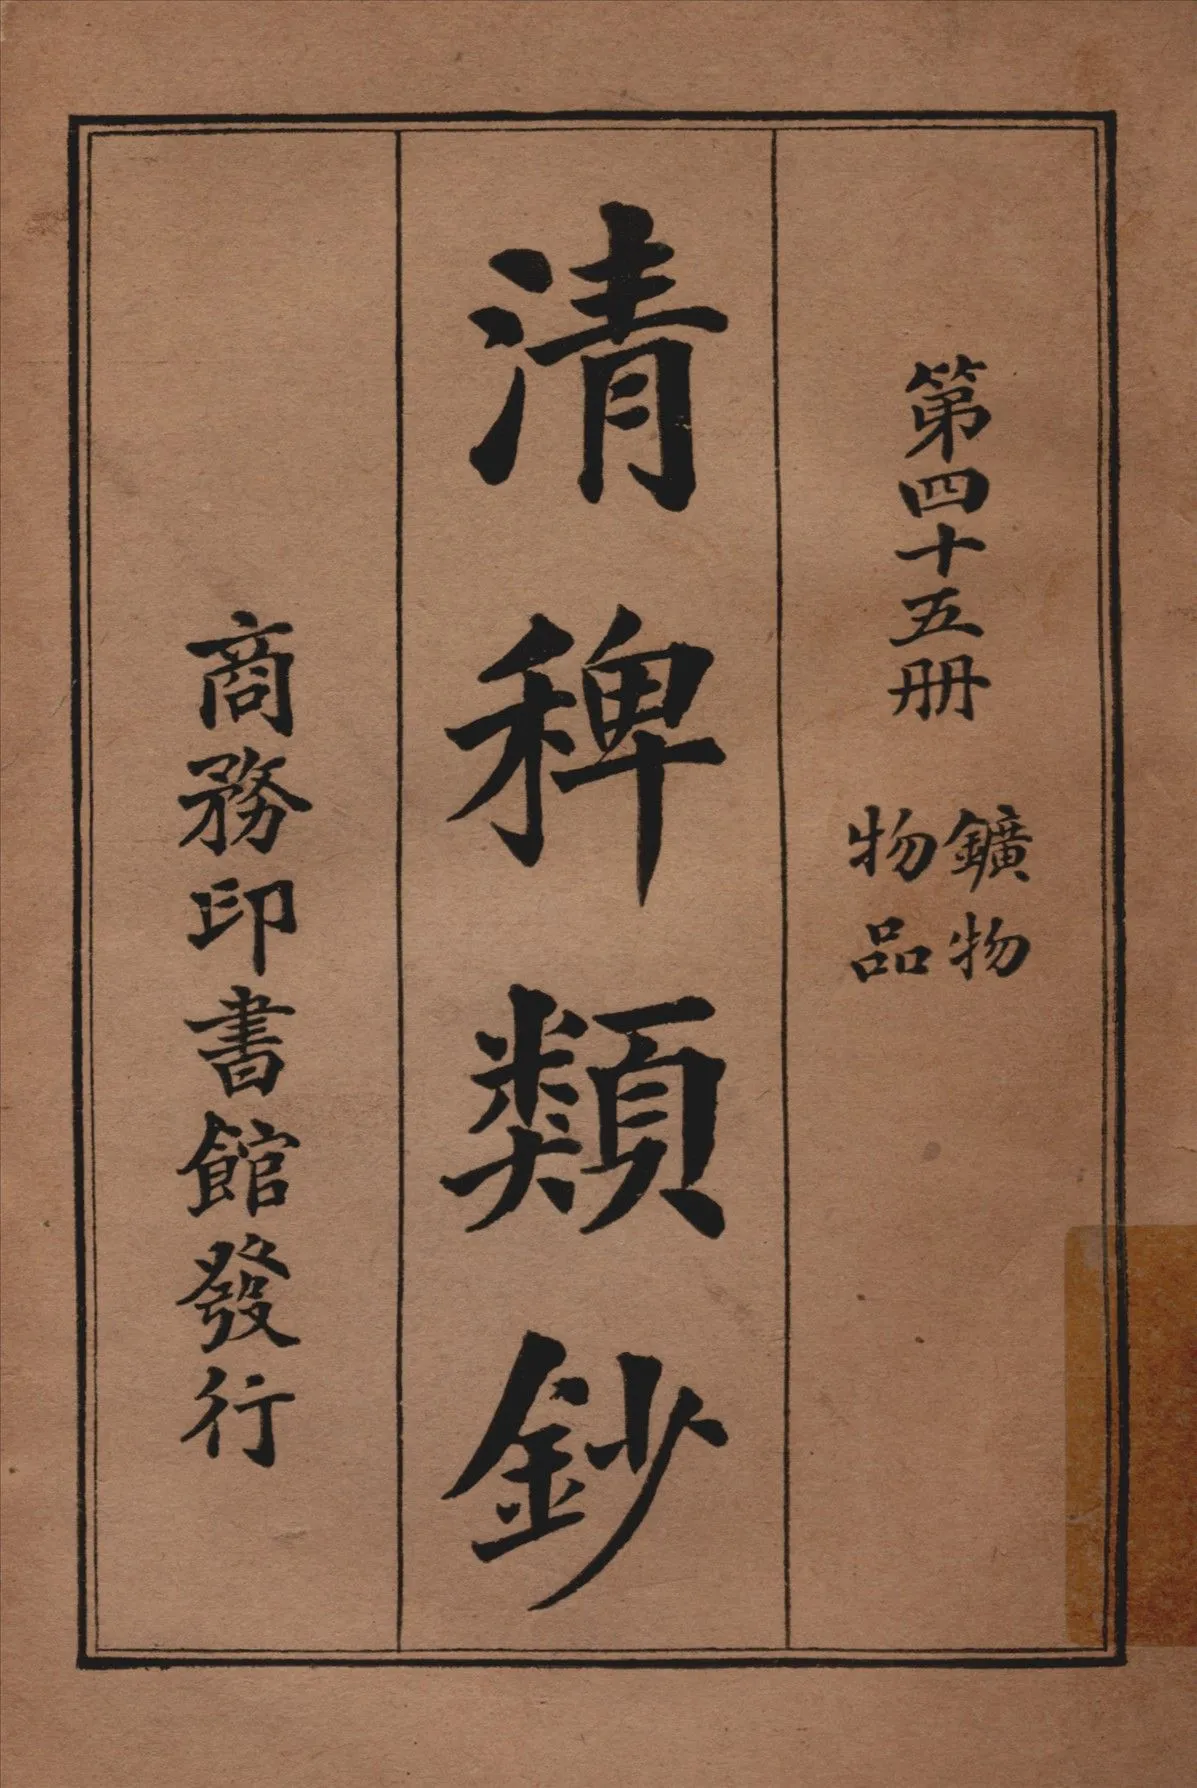 第四十五册
鑛物
物品
清稗類鈔
商務印書館發行